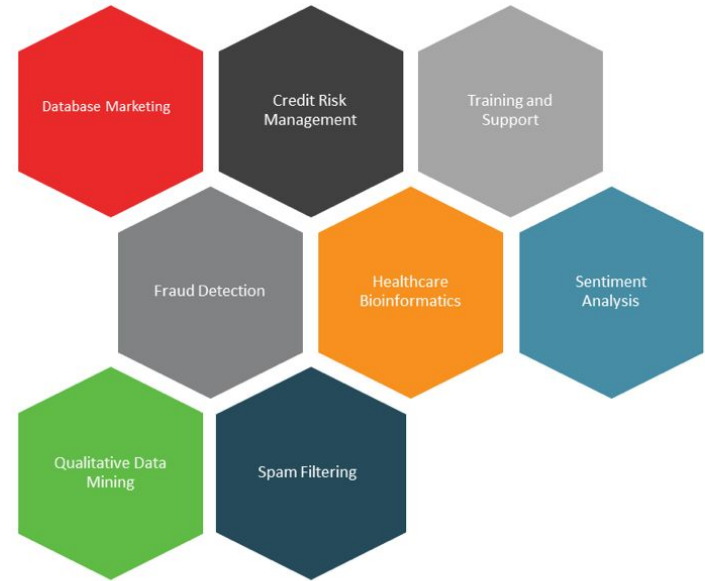 Database Marketing
Credit Risk
Management
Training and
Support
Fraud Detection
Healthcare
Bioinformatics
Sentiment
Analysis
Qualitative Data
Mining
Spam Filtering